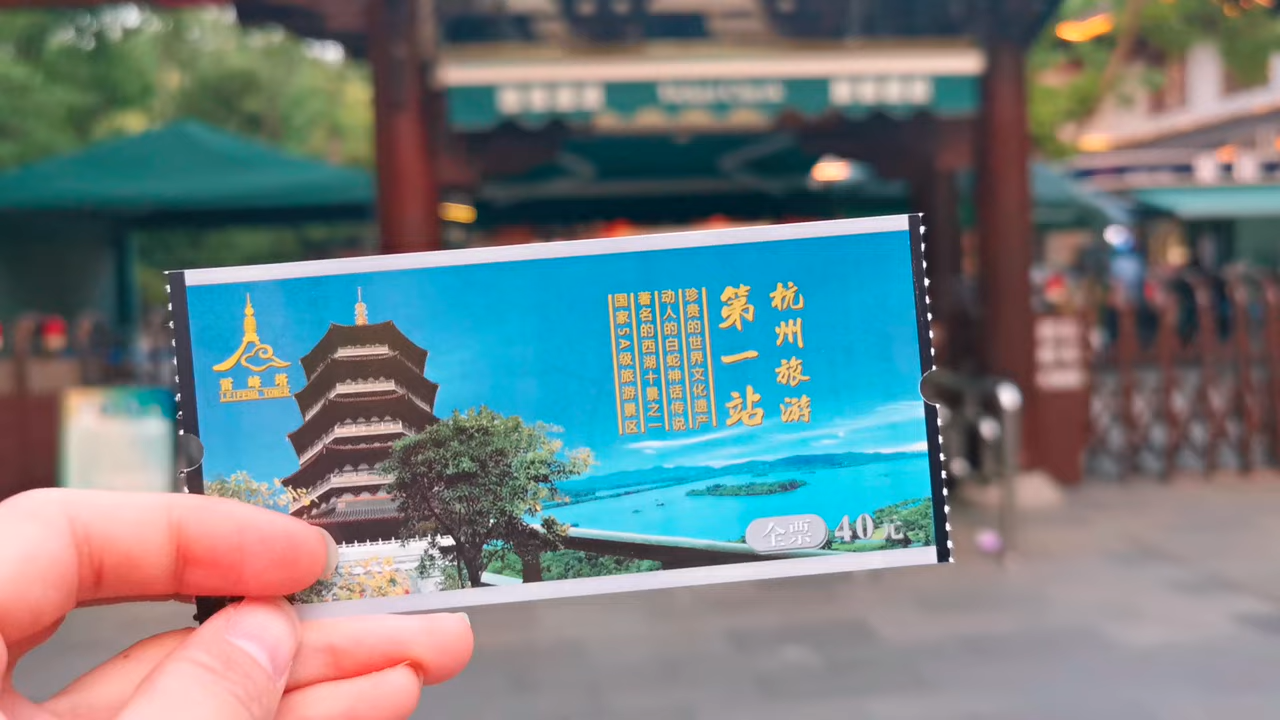 雷峰塔
LEIFENG TOWER
杭州旅游
第一站
珍贵的世界文化遗产
动人的白蛇神话传说
著名的西湖十景之一
国家5A级旅游景区
全票 40元